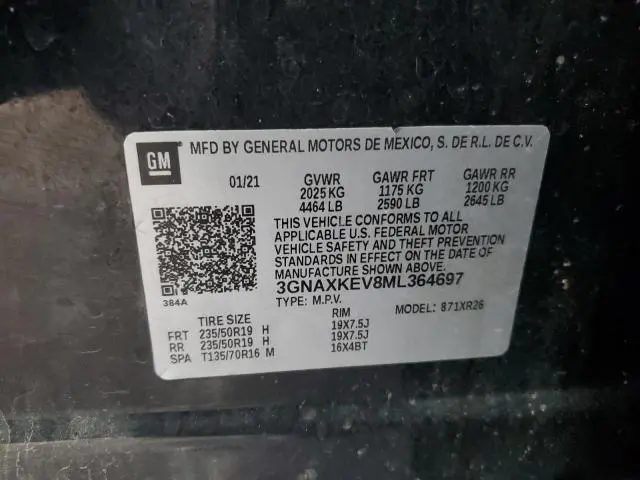 GM MFD BY GENERAL MOTORS DE MEXICO, S. DE R.L. DE C.V.
01/21 GVWR GAWR FRT GAWR RR
2025 KG 1175 KG 1200 KG
4464 LB 2590 LB 2645 LB
THIS VEHICLE CONFORMS TO ALL
APPLICABLE U.S. FEDERAL MOTOR
VEHICLE SAFETY AND THEFT PREVENTION
STANDARDS IN EFFECT ON THE DATE OF
MANUFACTURE SHOWN ABOVE.
3GNAXKEV8ML364697
384A
TYPE: M.P.V. MODEL: 871XR26
TIRE SIZE RIM
FRT 235/50R19 H 19X7.5J
RR 235/50R19 H 19X7.5J
SPA T135/70R16 M 16X4BT